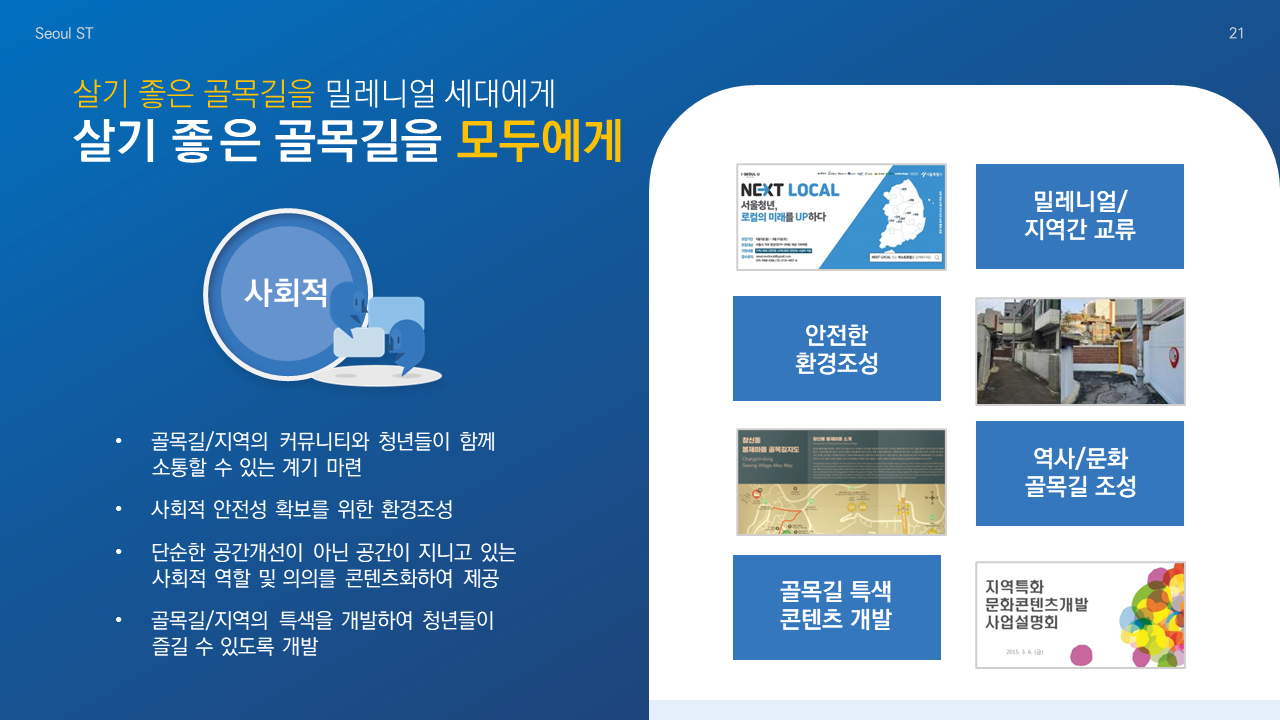 Seoul ST
21
살기 좋은 골목길을 밀레니얼 세대에게
살기 좋은 골목길을 모두에게
사회적
• 골목길/지역의 커뮤니티와 청년들이 함께
소통할 수 있는 계기 마련
• 사회적 안전성 확보를 위한 환경조성
• 단순한 공간개선이 아닌 공간이 지니고 있는
사회적 역할 및 의의를 콘텐츠화하여 제공
• 골목길/지역의 특색을 개발하여 청년들이
즐길 수 있도록 개발
NEXT LOCAL
서울청년,
로컬의 미래를 UP하다
밀레니얼/
지역간 교류
안전한
환경조성
창신동
봉제마을 골목길지도
Changsin-dong
Sewing Village Alley Map
창신동 봉제마을 소개
역사/문화
골목길 조성
골목길 특색
콘텐츠 개발
지역특화
문화콘텐츠개발
사업설명회
2015. 3. 6. (금)